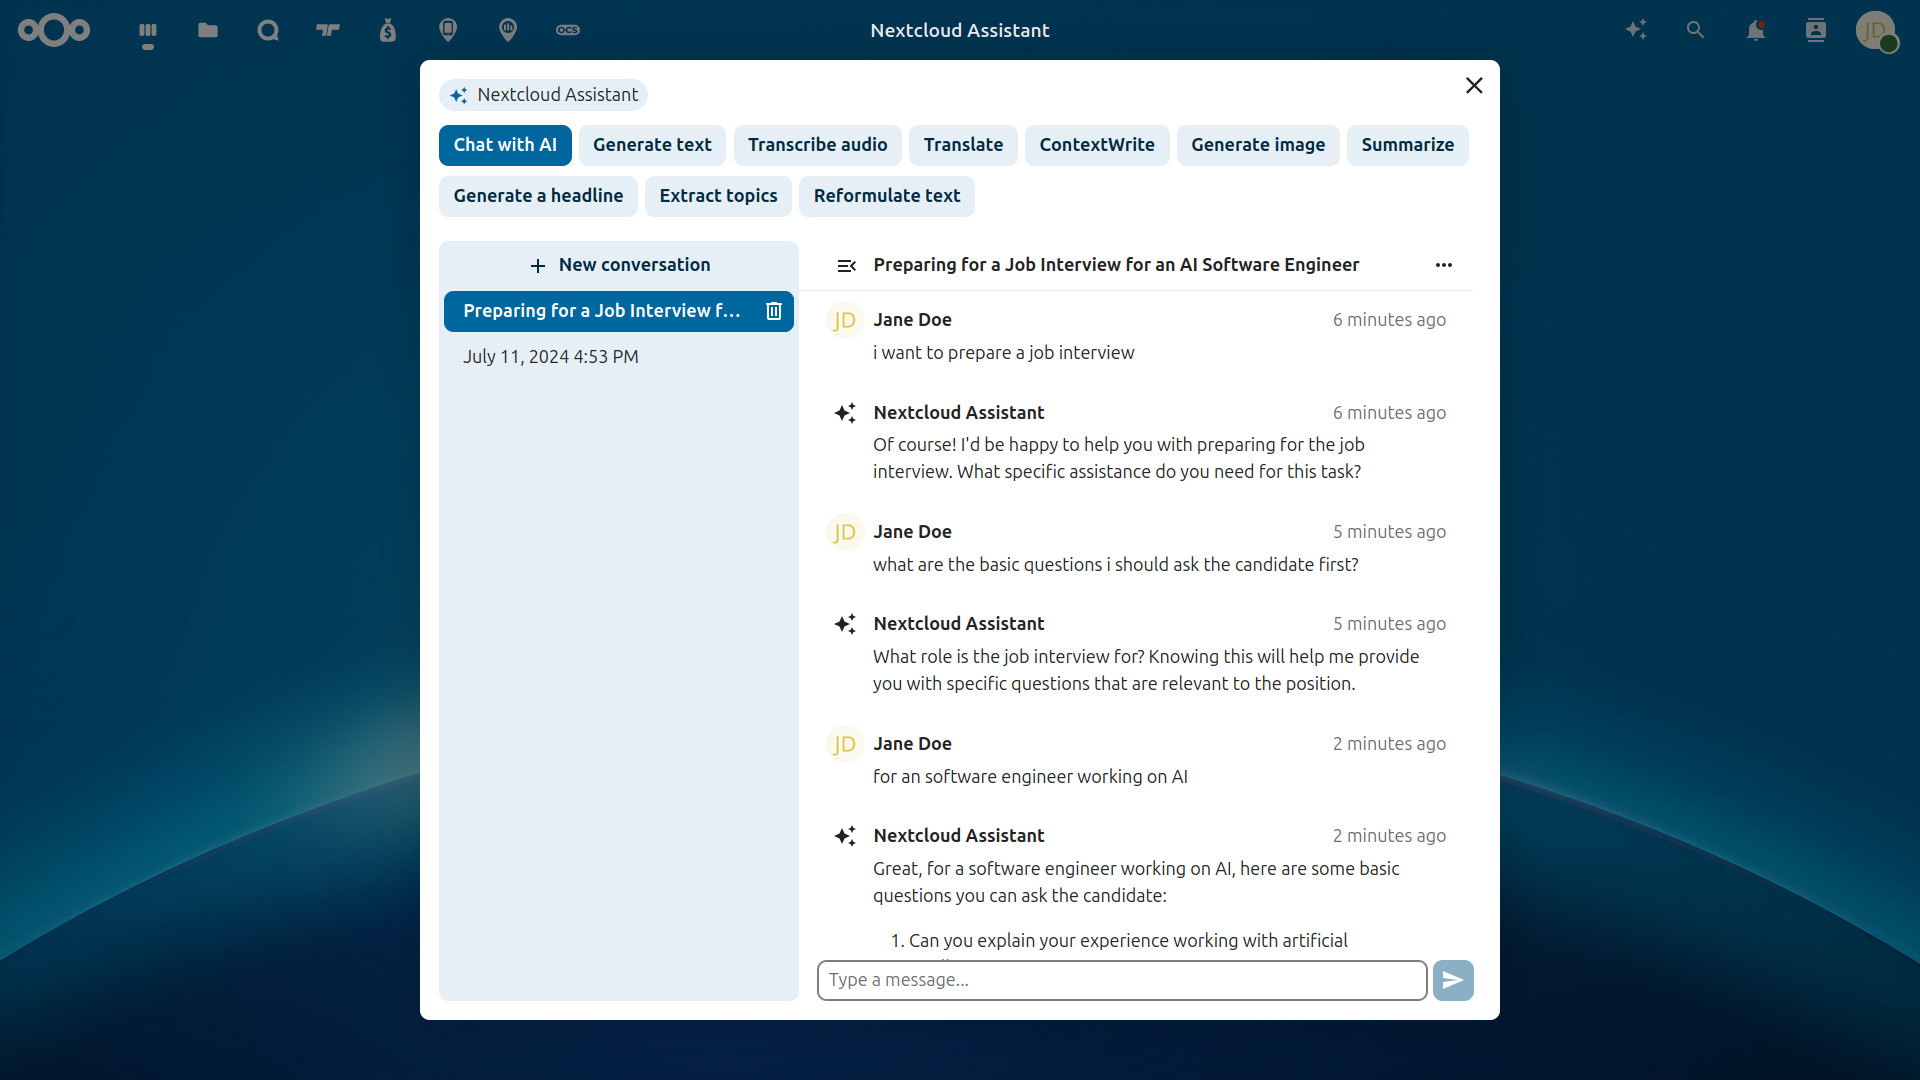 Nextcloud Assistant
OCS
JD
Nextcloud Assistant
Chat with AI
Generate text
Transcribe audio
Translate
ContextWrite
Generate image
Summarize
Generate a headline
Extract topics
Reformulate text
New conversation
Preparing for a Job Interview f...
July 11, 2024 4:53 PM
Preparing for a Job Interview for an AI Software Engineer
JD
Jane Doe
6 minutes ago
i want to prepare a job interview
Nextcloud Assistant
6 minutes ago
Of course! I'd be happy to help you with preparing for the job
interview. What specific assistance do you need for this task?
JD
Jane Doe
5 minutes ago
what are the basic questions i should ask the candidate first?
Nextcloud Assistant
5 minutes ago
What role is the job interview for? Knowing this will help me provide
you with specific questions that are relevant to the position.
JD
Jane Doe
2 minutes ago
for an software engineer working on AI
Nextcloud Assistant
2 minutes ago
Great, for a software engineer working on AI, here are some basic
questions you can ask the candidate:
1. Can you explain your experience working with artificial
Type a message...